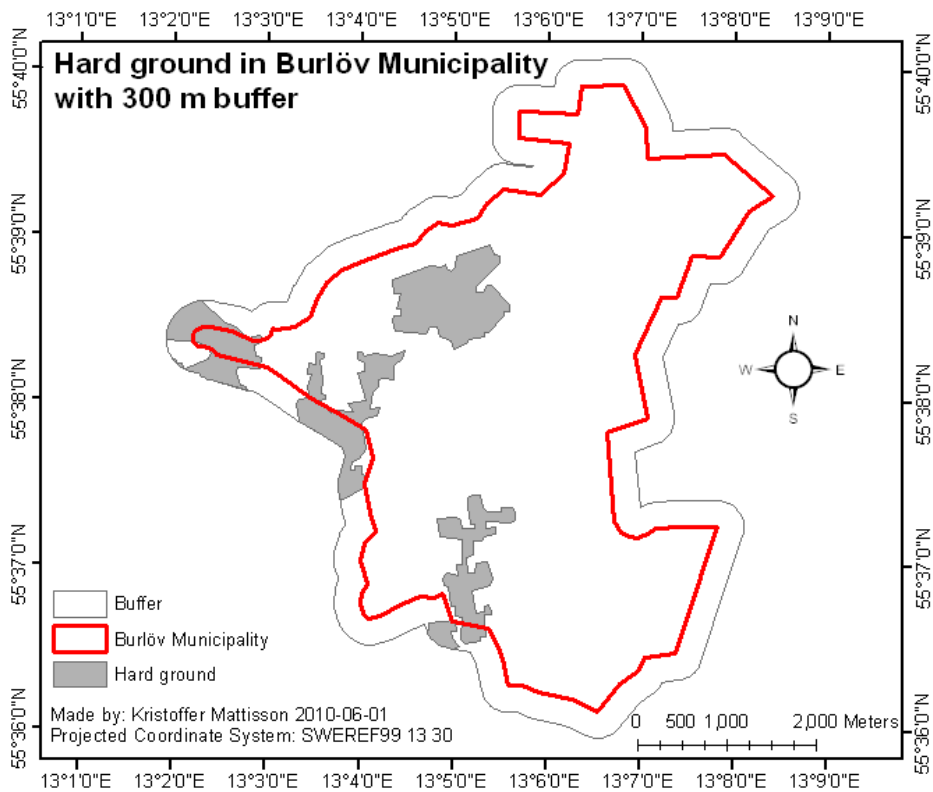 13°1'0"E 13°2'0"E 13°3'0"E 13°4'0"E 13°5'0"E 13°6'0"E 13°7'0"E 13°8'0"E 13°9'0"E
Hard ground in Burlöv Municipality
with 300 m buffer
55°40'0"N
55°39'0"N
55°38'0"N
55°37'0"N
55°36'0"N
55°40'0"N
55°39'0"N
55°38'0"N
55°37'0"N
55°36'0"N
N
W E
S
Buffer
Burlöv Municipality
Hard ground
Made by: Kristoffer Mattisson 2010-06-01
Projected Coordinate System: SWEREF99 13 30
0 500 1,000 2,000 Meters
13°1'0"E 13°2'0"E 13°3'0"E 13°4'0"E 13°5'0"E 13°6'0"E 13°7'0"E 13°8'0"E 13°9'0"E